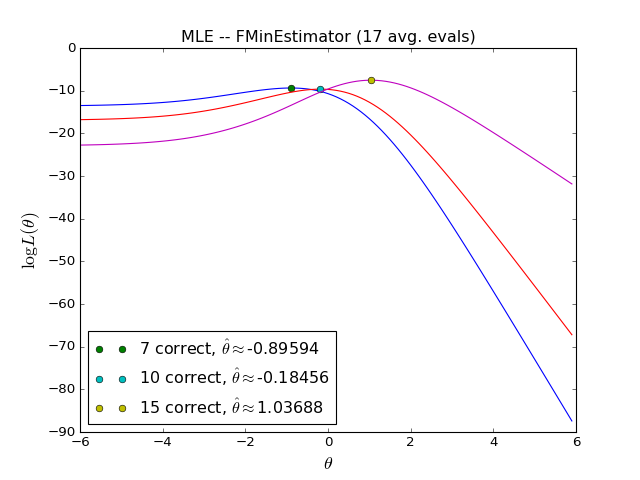 MLE -- FMinEstimator (17 avg. evals)
log L(θ)
0
−10
−20
−30
−40
−50
−60
−70
−80
−90
7 correct, θ̂≈-0.89594
10 correct, θ̂≈-0.18456
15 correct, θ̂≈1.03688
−6 −4 −2 0 2 4 6
θ